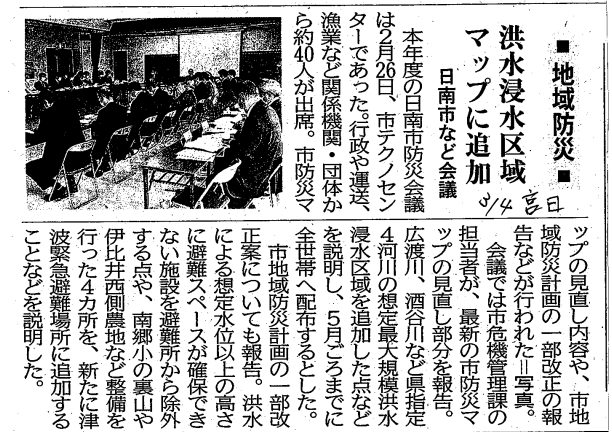 ■地域防災■
洪水浸水区域
マップに追加
日南市など会議
3/4 宮日
本年度の日南市防災会議
は2月26日、市テクノセン
ターであった。行政や運送、
漁業など関係機関・団体か
ら約40人が出席。市防災マ
ップの見直し内容や、市地
域防災計画の一部改正の報
告などが行われた＝写真。
会議では市危機管理課の
担当者が、最新の市防災マ
ップの見直し部分を報告。
広渡川、酒谷川など県指定
4河川の想定最大規模洪水
浸水区域を追加した点など
を説明し、5月ごろまでに
全世帯へ配布するとした。
市地域防災計画の一部改
正案についても報告。洪水
による想定水位以上の高さ
に避難スペースが確保でき
ない施設を避難所から除外
する点や、南郷小の裏山や
伊比井西側農地など整備を
行った4カ所を、新たに津
波緊急避難場所に追加する
ことなどを説明した。